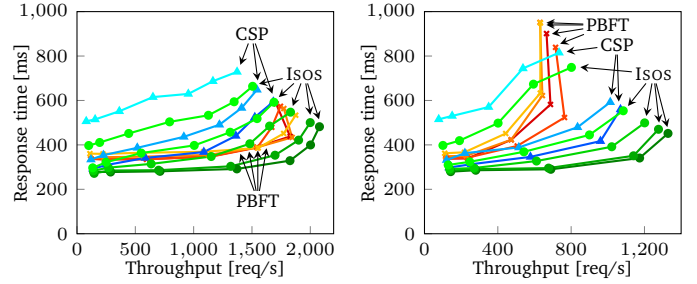 1,000
800
600
400
200
0
Response time [ms]
0
500
1,000
1,500
2,000
Throughput [req/s]
CSP
Isos
PBFT
1,000
800
600
400
200
0
Response time [ms]
0
400
800
1,200
Throughput [req/s]
PBFT
CSP
Isos